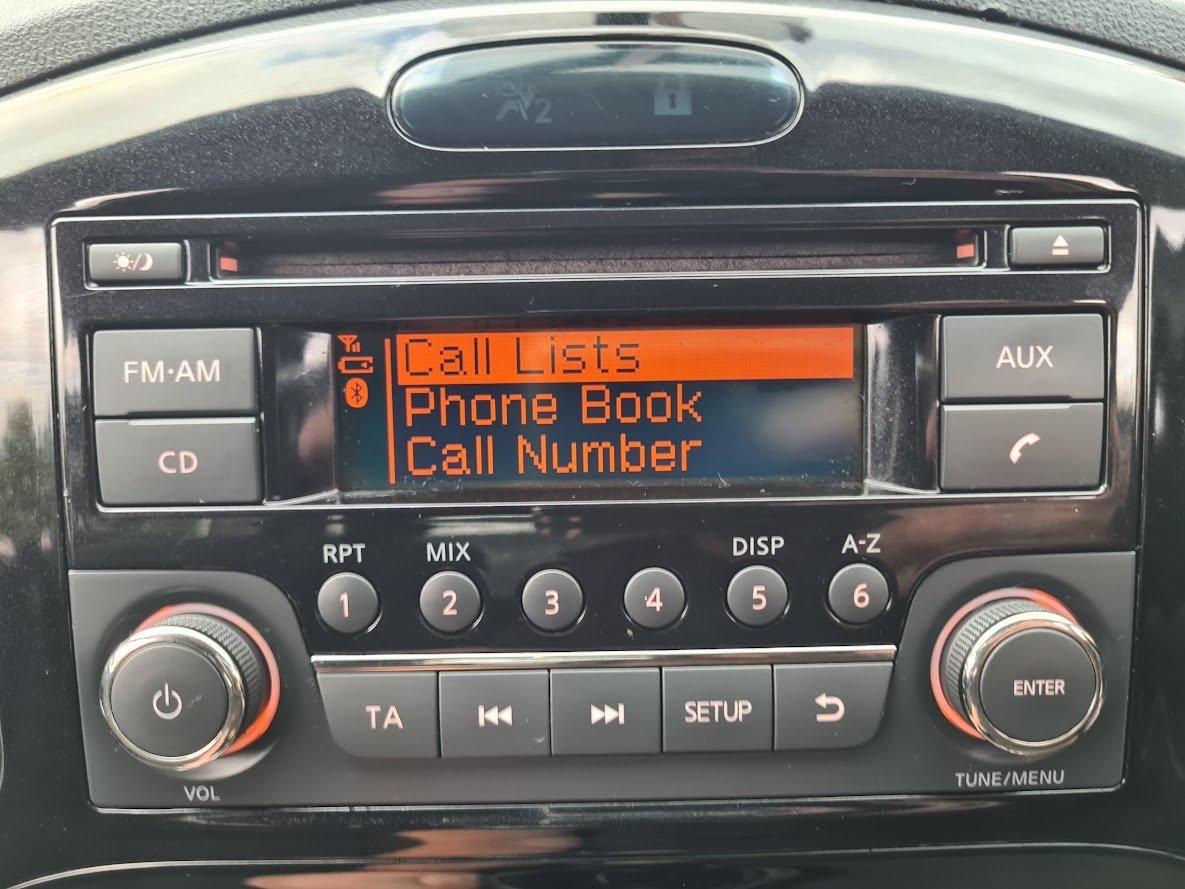 2
FM·AM
AUX
CD
Call Lists
Phone Book
Call Number
RPT
MIX
DISP
A-Z
1
2
3
4
5
6
ENTER
TA
SETUP
VOL
TUNE/MENU